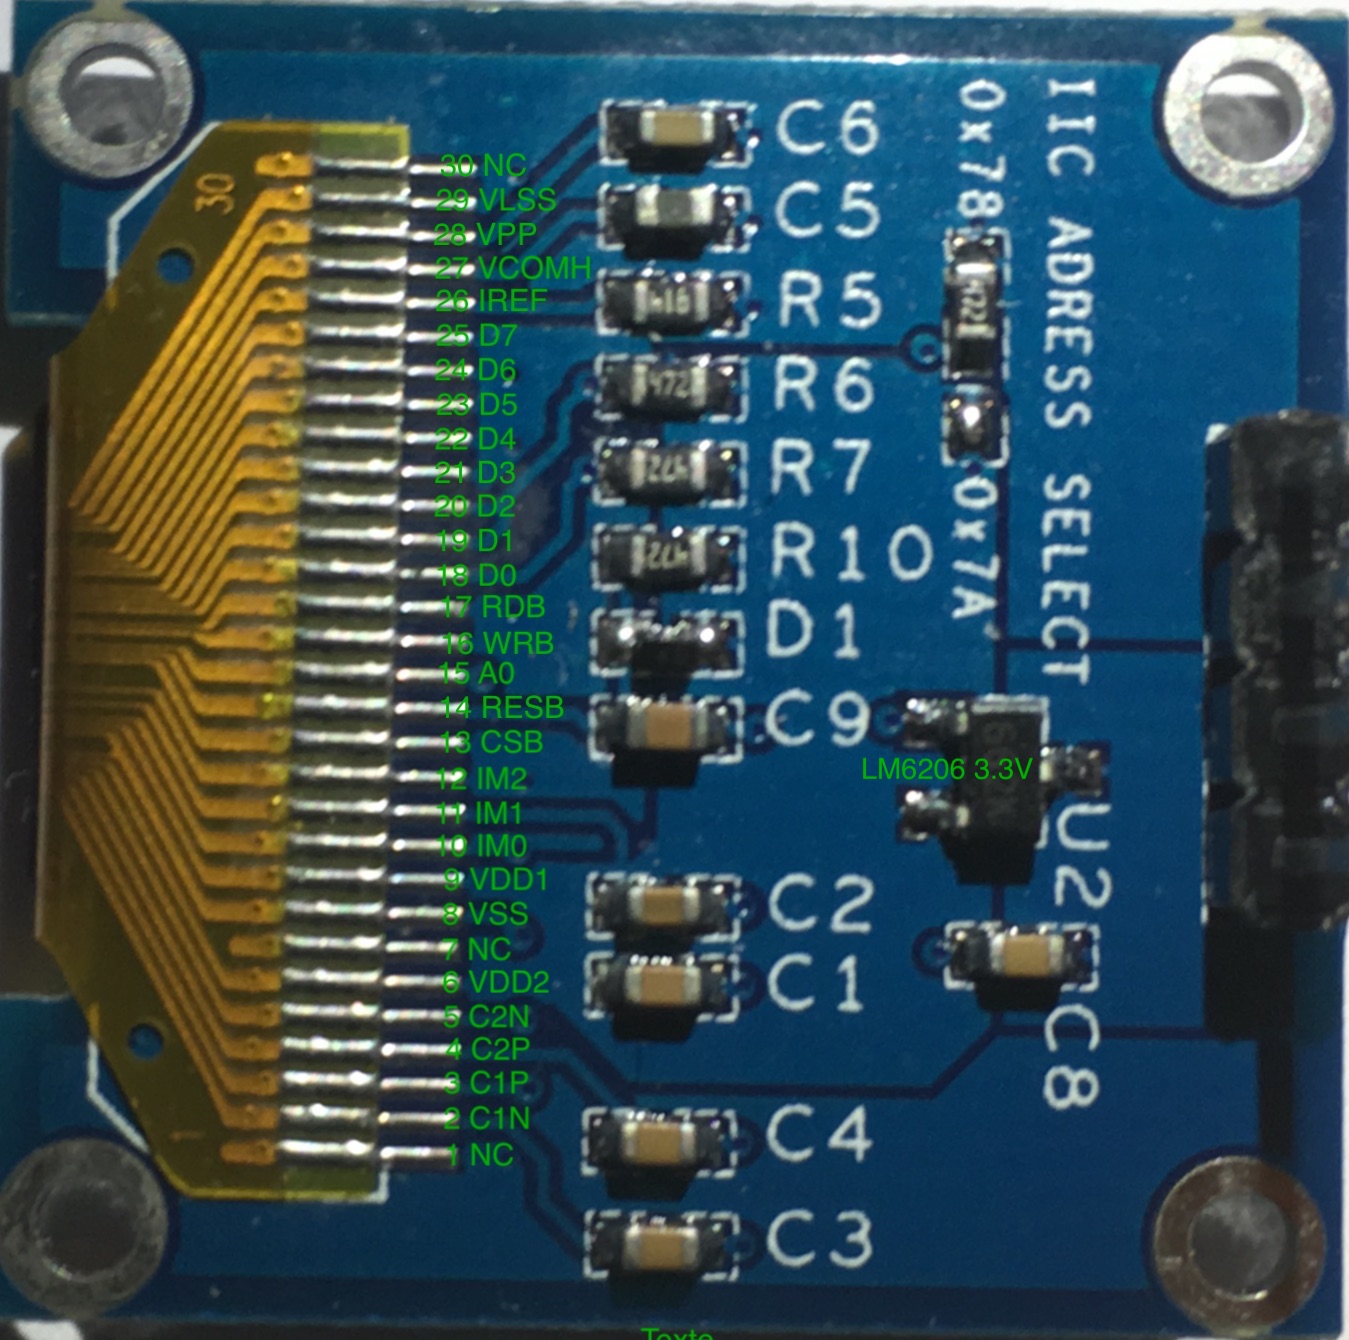 30 NC
29 VLSS
28 VPP
27 VCOMH
26 IREF
25 D7
24 D6
23 D5
22 D4
21 D3
20 D2
19 D1
18 D0
17 RDB
16 WRB
15 A0
14 RESB
13 CSB
12 IM2
11 IM1
10 IM0
9 VDD1
8 VSS
7 NC
6 VDD2
5 C2N
4 C2P
3 C1P
2 C1N
1 NC
30
1
C6
C5
R5
R6
472
R7
472
R10
472
D1
C9
C2
C1
C4
C3
IIC ADRESS SELECT
0x78
472
0x7A
LM6206 3.3V
U2
C8